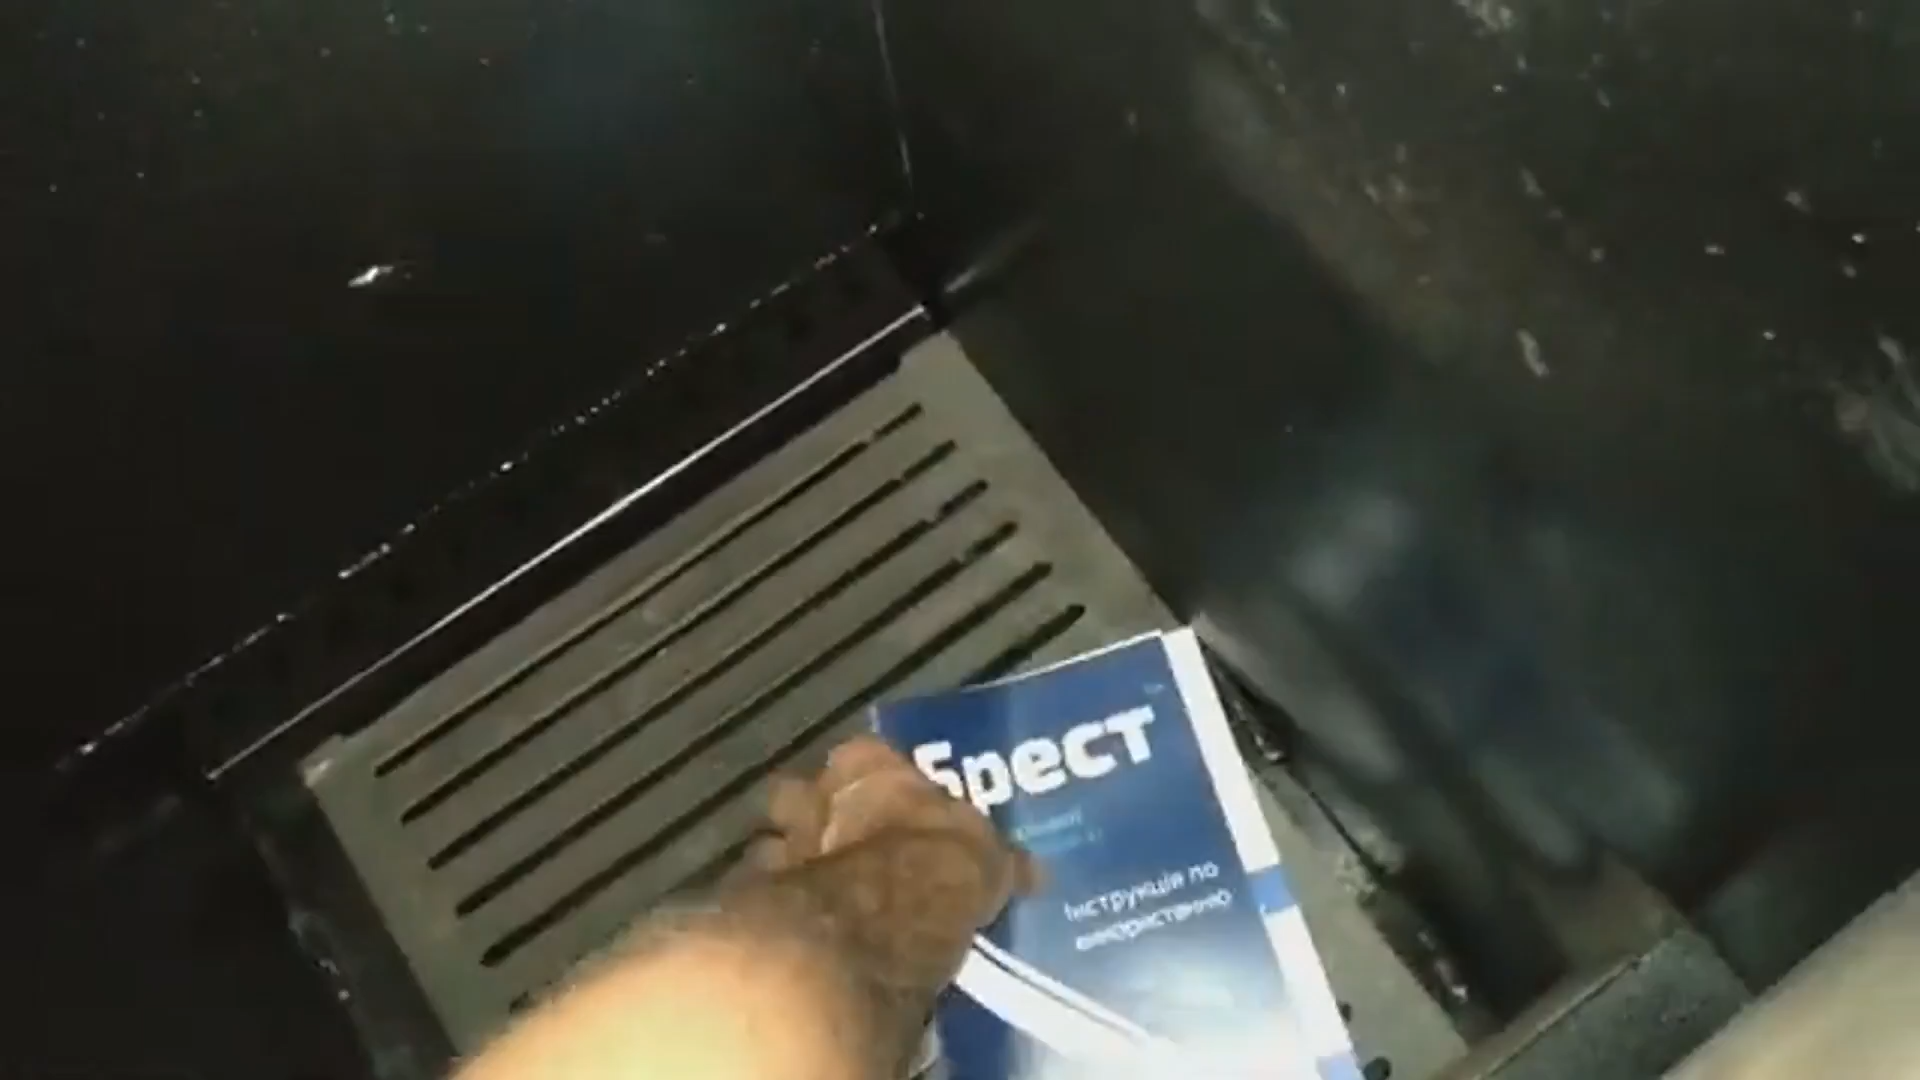 брест
Інструкція по
використанню